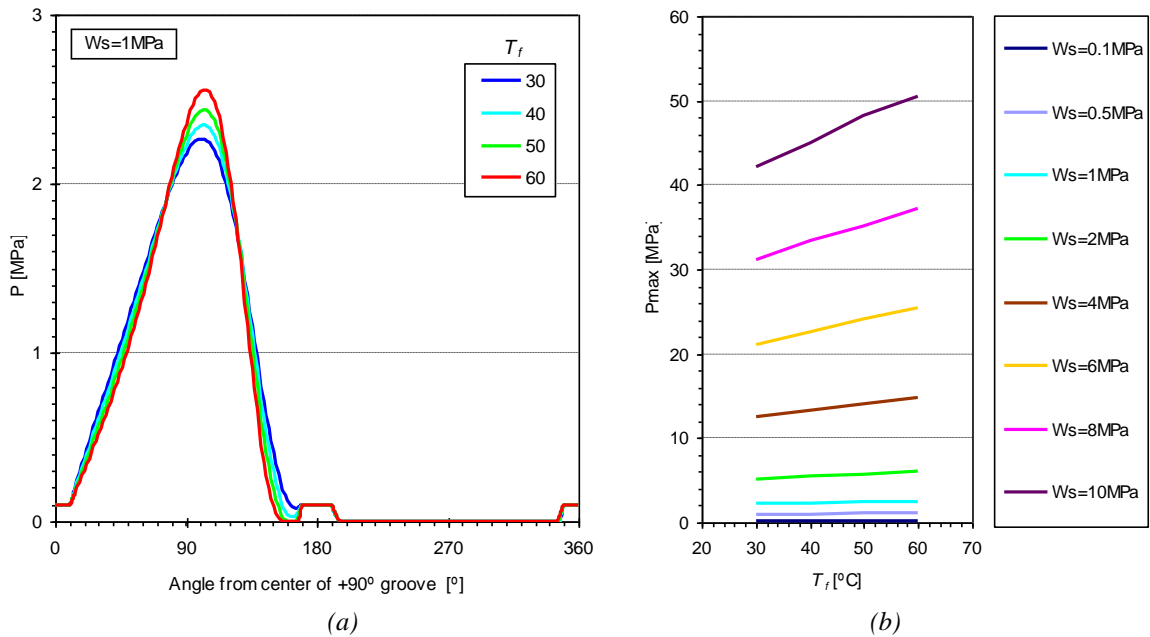 Ws=1MPa
T_f
30
40
50
60
3
2
1
0
P [MPa]
0 90 180 270 360
Angle from center of +90º groove [º]
(a)
60
50
40
30
20
10
0
Pmax [MPa]
20 30 40 50 60 70
T_f [ºC]
(b)
Ws=0.1MPa
Ws=0.5MPa
Ws=1MPa
Ws=2MPa
Ws=4MPa
Ws=6MPa
Ws=8MPa
Ws=10MPa